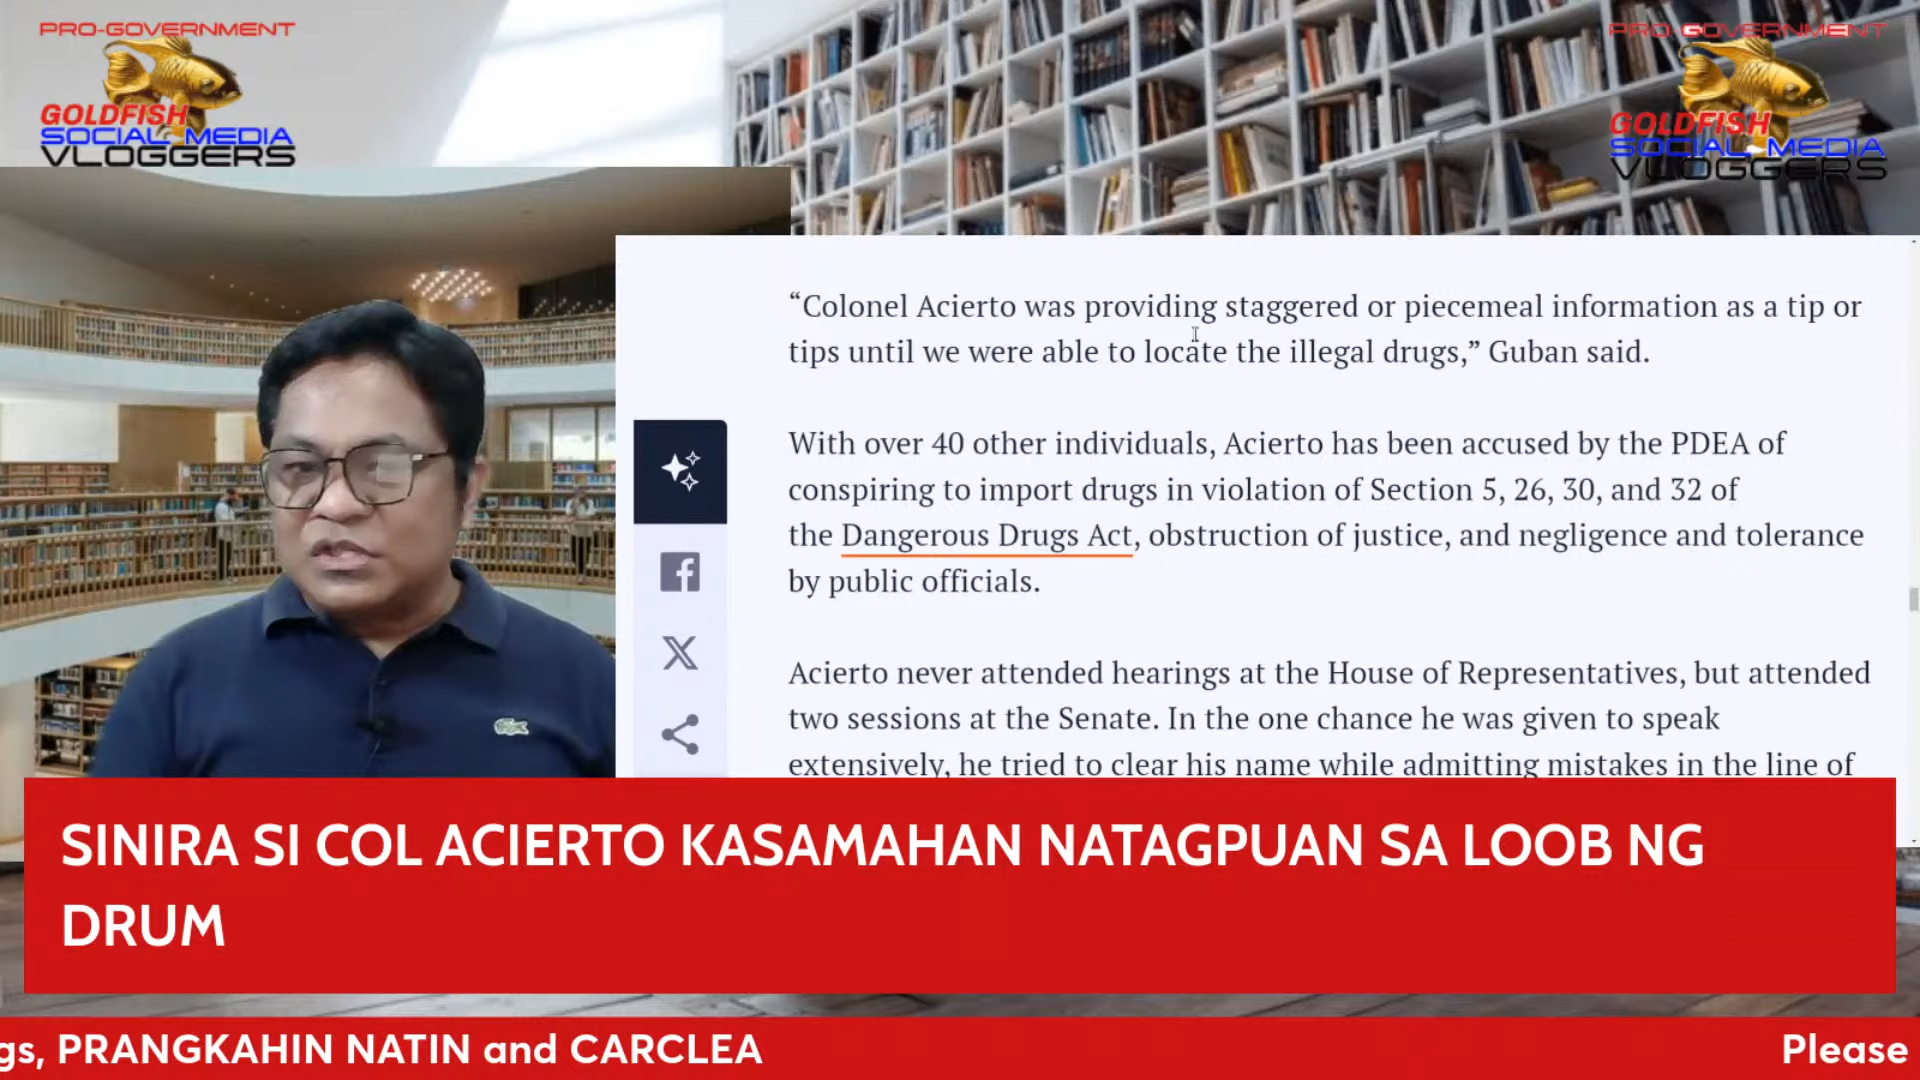 PRO-GOVERNMENT
GOLDFISH
SOCIAL MEDIA
VLOGGERS
PRO-GOVERNMENT
GOLDFISH
SOCIAL MEDIA
VLOGGERS
“Colonel Acierto was providing staggered or piecemeal information as a tip or
tips until we were able to locate the illegal drugs,” Guban said.
With over 40 other individuals, Acierto has been accused by the PDEA of
conspiring to import drugs in violation of Section 5, 26, 30, and 32 of
the Dangerous Drugs Act, obstruction of justice, and negligence and tolerance
by public officials.
Acierto never attended hearings at the House of Representatives, but attended
two sessions at the Senate. In the one chance he was given to speak
extensively, he tried to clear his name while admitting mistakes in the line of
SINIRA SI COL ACIERTO KASAMAHAN NATAGPUAN SA LOOB NG
DRUM
gs, PRANGKAHIN NATIN and CARCLEA Please